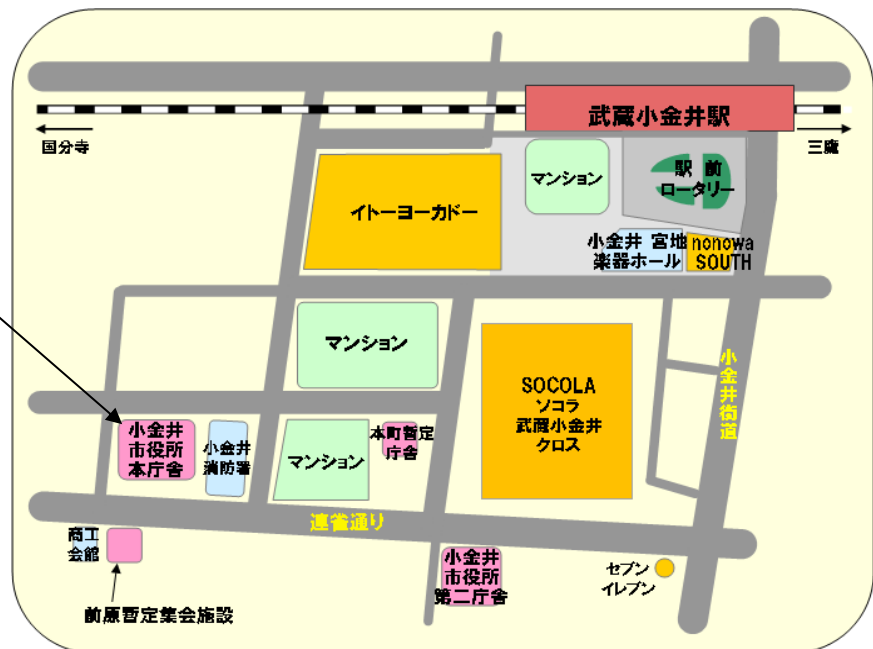 武蔵小金井駅
国分寺
三鷹
マンション
駅 前
ロータリー
イトーヨーカドー
小金井 宮地
楽器ホール
nonowa
SOUTH
マンション
SOCOLA
ソコラ
武蔵小金井
クロス
小金井街道
小金井
市役所
本庁舎
小金井
消防署
マンション
本町暫定
庁舎
連雀通り
商工
会館
小金井
市役所
第二庁舎
セブン
イレブン
前原暫定集会施設